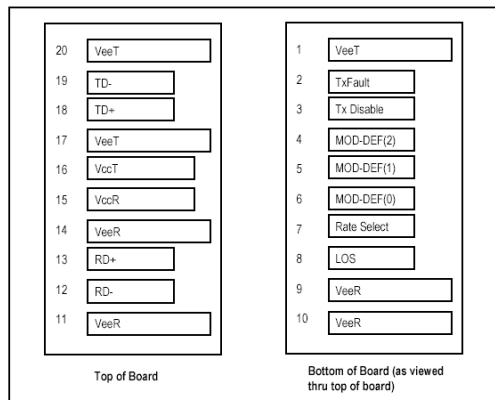 20 VeeT
19 TD-
18 TD+
17 VeeT
16 VccT
15 VccR
14 VeeR
13 RD+
12 RD-
11 VeeR
Top of Board
1 VeeT
2 TxFault
3 Tx Disable
4 MOD-DEF(2)
5 MOD-DEF(1)
6 MOD-DEF(0)
7 Rate Select
8 LOS
9 VeeR
10 VeeR
Bottom of Board (as viewed
thru top of board)